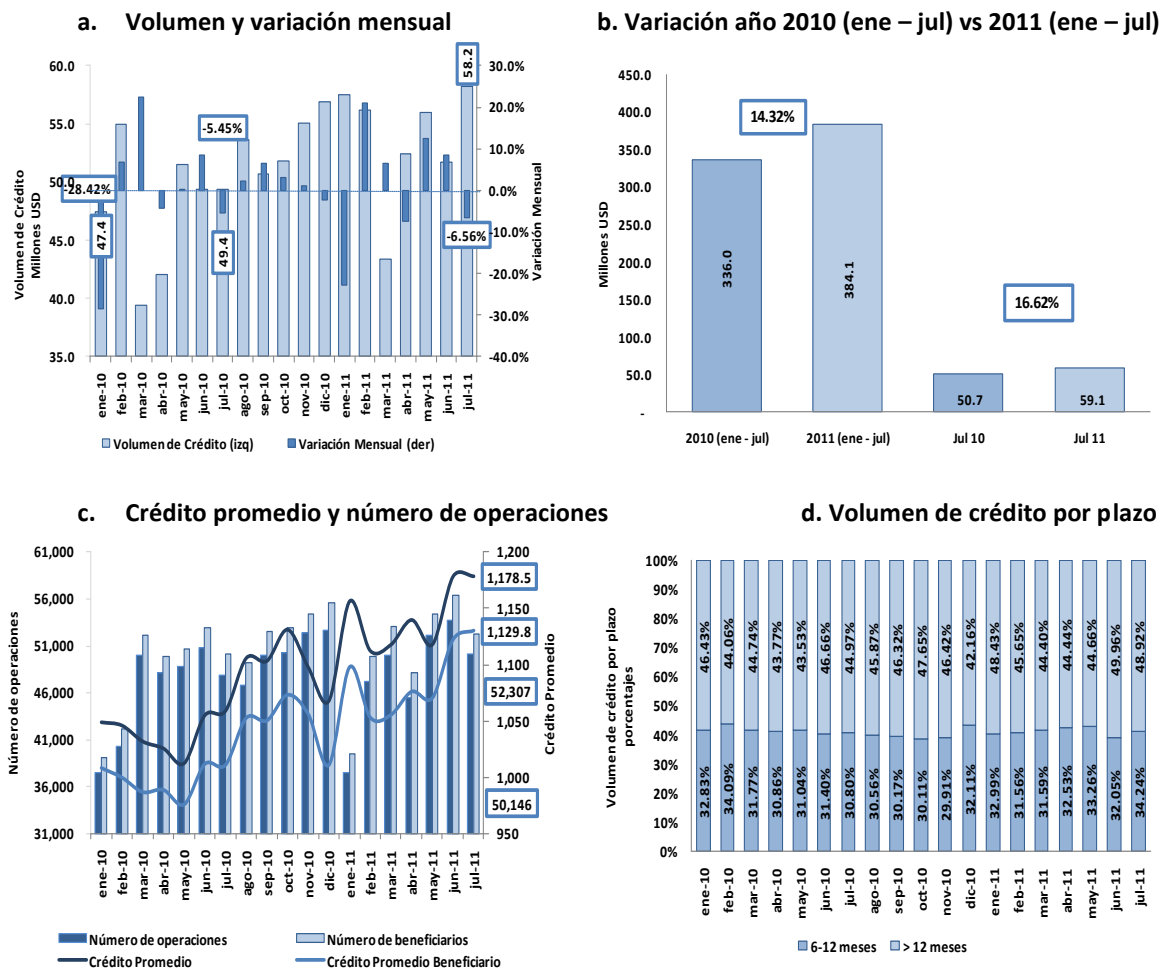 a. Volumen y variación mensual
60.0
55.0
50.0
45.0
40.0
35.0
Volumen de Crédito
Millones USD
30.0%
20.0%
10.0%
0.0%
-10.0%
-20.0%
-30.0%
-40.0%
Variación Mensual
-28.42%
47.4
-5.45%
49.4
58.2
-6.56%
ene-10
feb-10
mar-10
abr-10
may-10
jun-10
jul-10
ago-10
sep-10
oct-10
nov-10
dic-10
ene-11
feb-11
mar-11
abr-11
may-11
jun-11
jul-11
Volumen de Crédito (izq)
Variación Mensual (der)
b. Variación año 2010 (ene – jul) vs 2011 (ene – jul)
450.0
400.0
350.0
300.0
250.0
200.0
150.0
100.0
50.0
-
Millones USD
14.32%
16.62%
336.0
384.1
50.7
59.1
2010 (ene - jul)
2011 (ene - jul)
Jul 10
Jul 11
c. Crédito promedio y número de operaciones
61,000
56,000
51,000
46,000
41,000
36,000
31,000
Número de operaciones
1,200
1,150
1,100
1,050
1,000
950
Crédito Promedio
1,178.5
1,129.8
52,307
50,146
ene-10
feb-10
mar-10
abr-10
may-10
jun-10
jul-10
ago-10
sep-10
oct-10
nov-10
dic-10
ene-11
feb-11
mar-11
abr-11
may-11
jun-11
jul-11
Número de operaciones
Número de beneficiarios
Crédito Promedio
Crédito Promedio Beneficiario
d. Volumen de crédito por plazo
100%
90%
80%
70%
60%
50%
40%
30%
20%
10%
0%
Volumen de crédito por plazo
porcentajes
46.43%
44.06%
44.74%
43.77%
43.53%
46.66%
44.97%
45.87%
46.32%
47.65%
46.42%
42.16%
48.43%
45.65%
44.40%
44.44%
44.66%
49.96%
48.92%
32.83%
34.09%
31.77%
30.86%
31.04%
31.40%
30.80%
30.56%
30.17%
30.11%
29.91%
32.11%
32.99%
31.56%
31.59%
32.53%
33.26%
32.05%
34.24%
ene-10
feb-10
mar-10
abr-10
may-10
jun-10
jul-10
ago-10
sep-10
oct-10
nov-10
dic-10
ene-11
feb-11
mar-11
abr-11
may-11
jun-11
jul-11
6-12 meses
> 12 meses